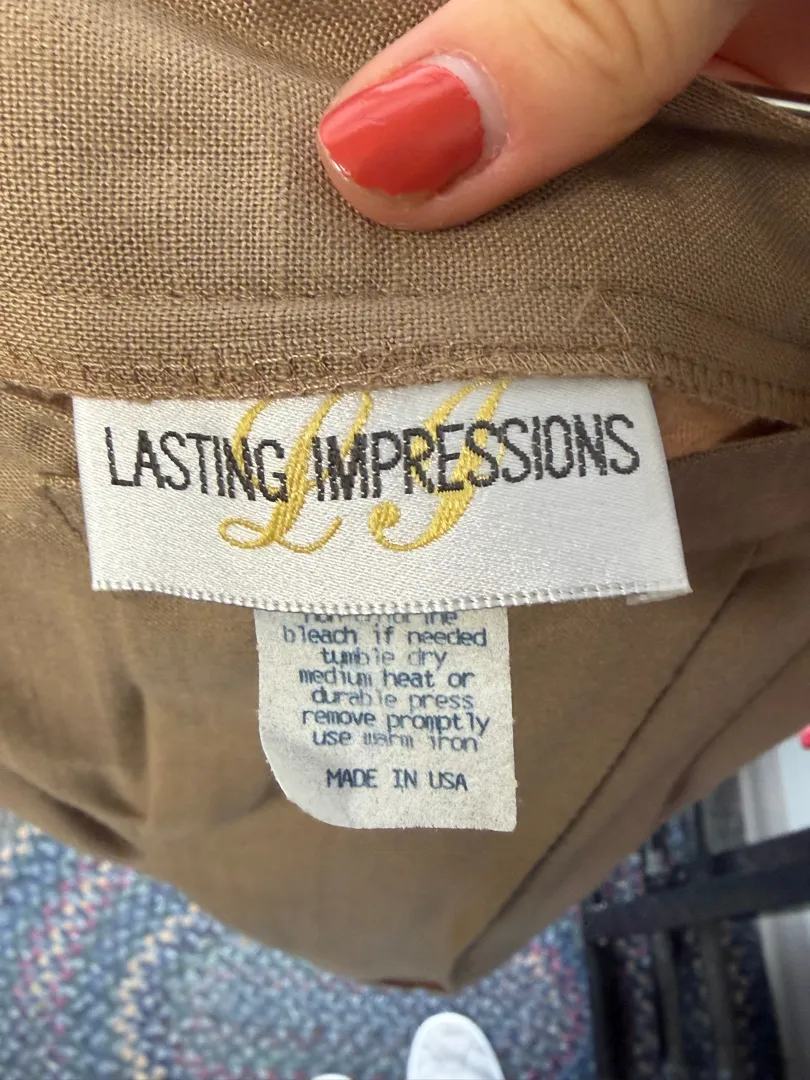 LASTING IMPRESSIONS
LI
bleach if needed
tumble dry
medium heat or
durable press
remove promptly
use warm iron
MADE IN USA